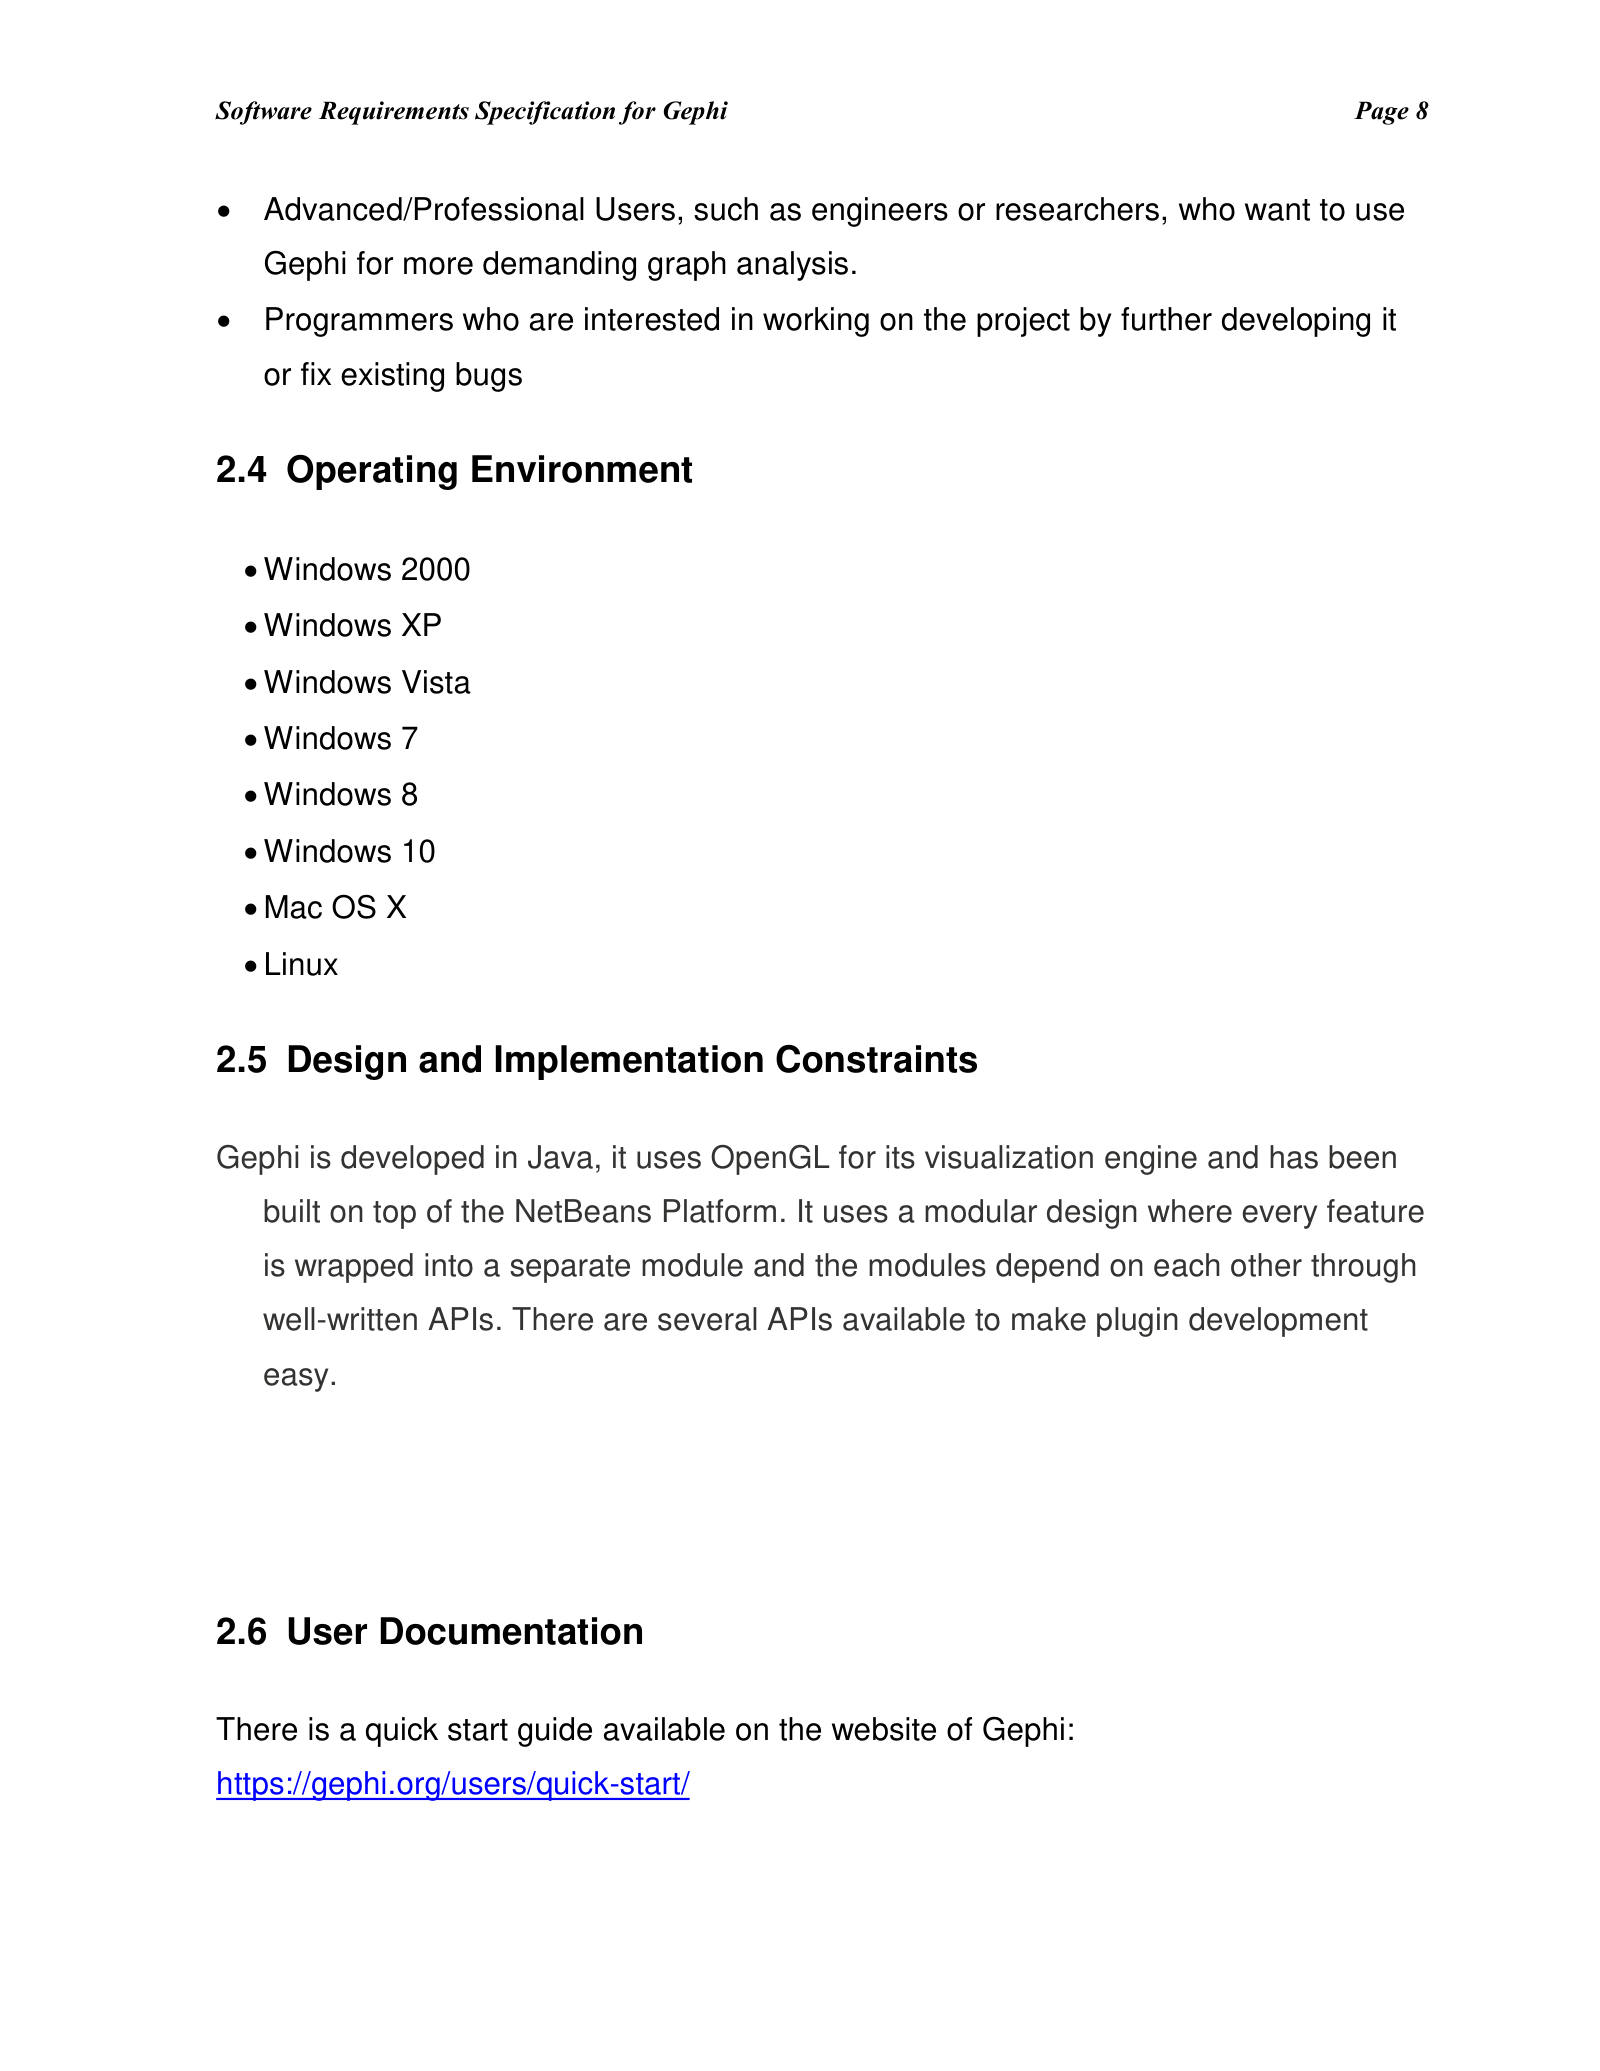 Software Requirements Specification for Gephi Page 8
• Advanced/Professional Users, such as engineers or researchers, who want to use
Gephi for more demanding graph analysis.
• Programmers who are interested in working on the project by further developing it
or fix existing bugs
2.4 Operating Environment
• Windows 2000
• Windows XP
• Windows Vista
• Windows 7
• Windows 8
• Windows 10
• Mac OS X
• Linux
2.5 Design and Implementation Constraints
Gephi is developed in Java, it uses OpenGL for its visualization engine and has been
built on top of the NetBeans Platform. It uses a modular design where every feature
is wrapped into a separate module and the modules depend on each other through
well-written APIs. There are several APIs available to make plugin development
easy.
2.6 User Documentation
There is a quick start guide available on the website of Gephi:
https://gephi.org/users/quick-start/